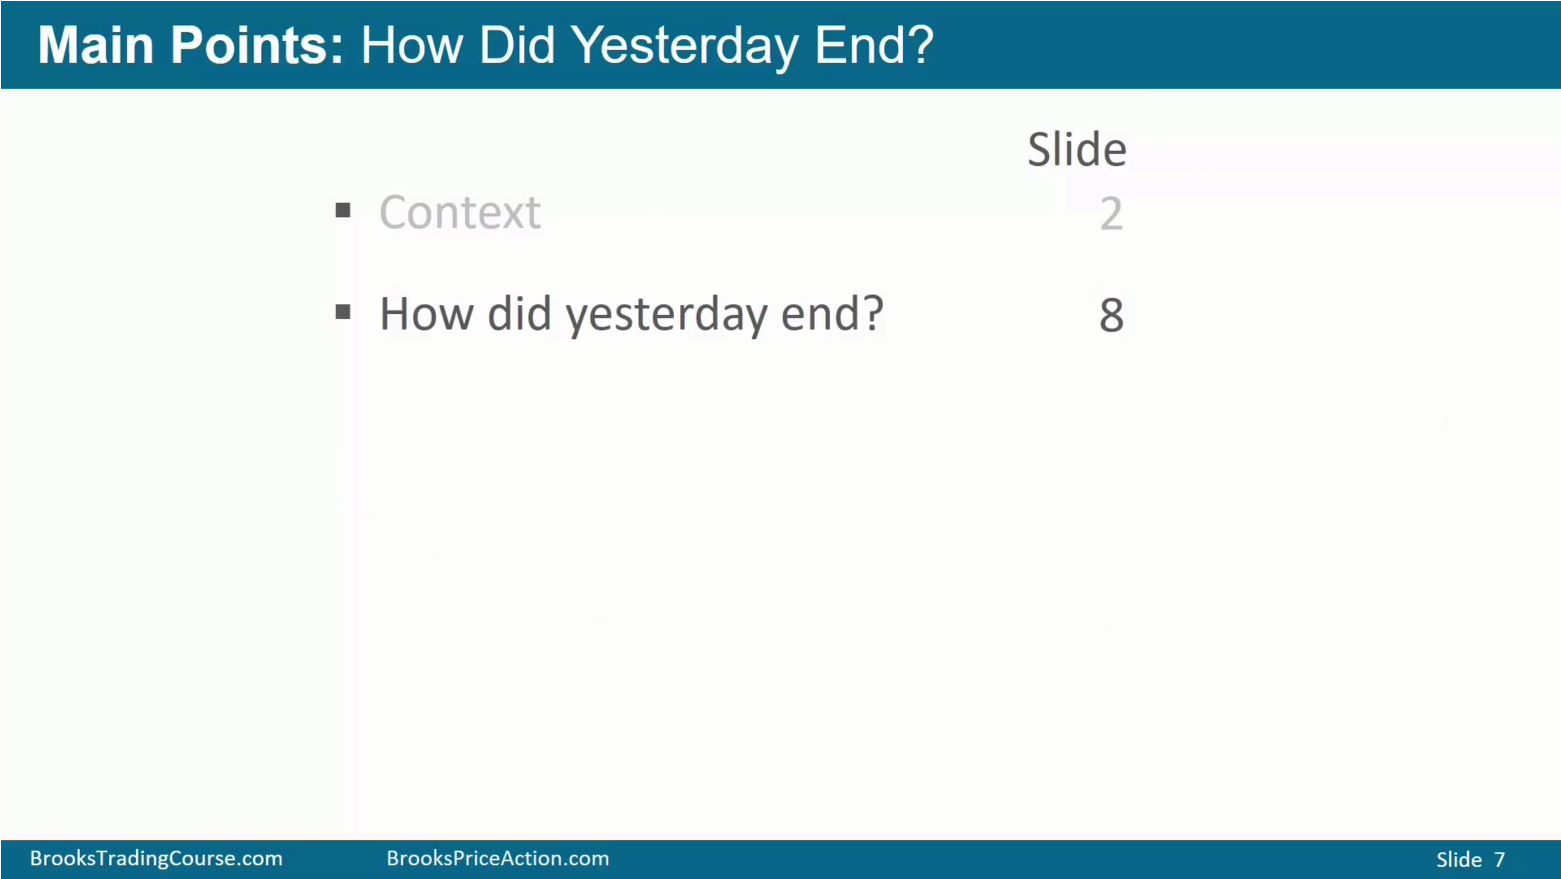 Main Points: How Did Yesterday End?
Slide
▪ Context 2
▪ How did yesterday end? 8
BrooksTradingCourse.com BrooksPriceAction.com Slide 7